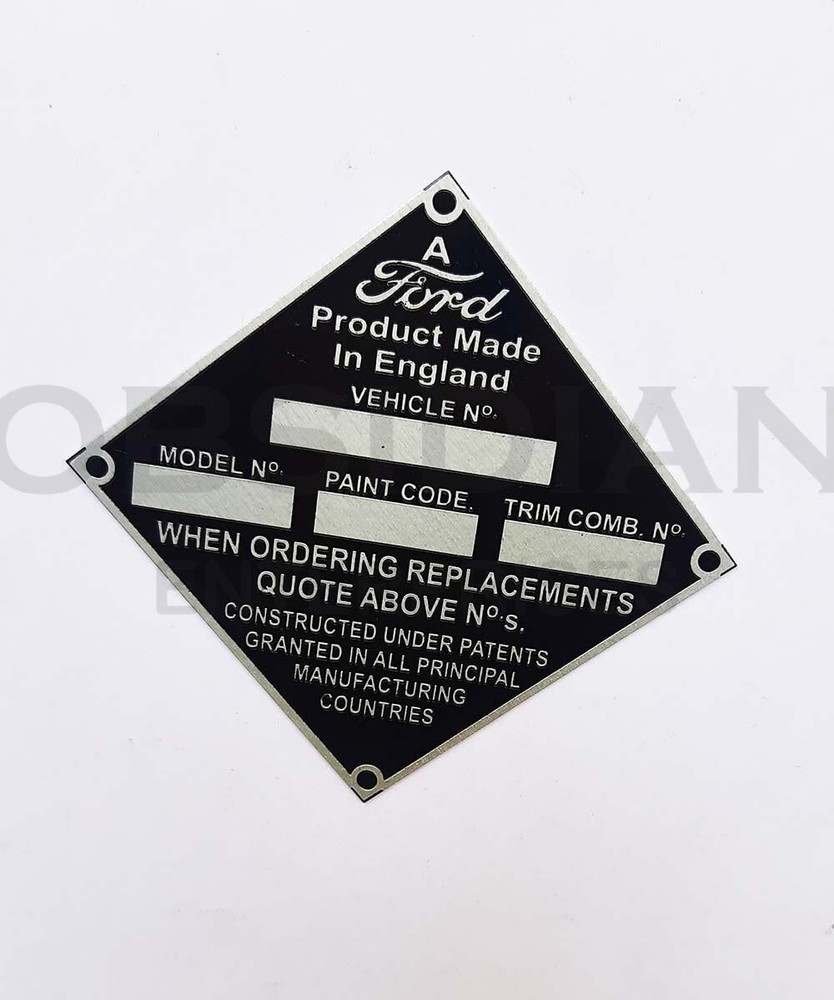 A
Ford
Product Made
In England
VEHICLE Nº.
MODEL Nº.
PAINT CODE.
TRIM COMB. Nº.
WHEN ORDERING REPLACEMENTS
QUOTE ABOVE Nº.s.
CONSTRUCTED UNDER PATENTS
GRANTED IN ALL PRINCIPAL
MANUFACTURING
COUNTRIES
OBSIDIAN